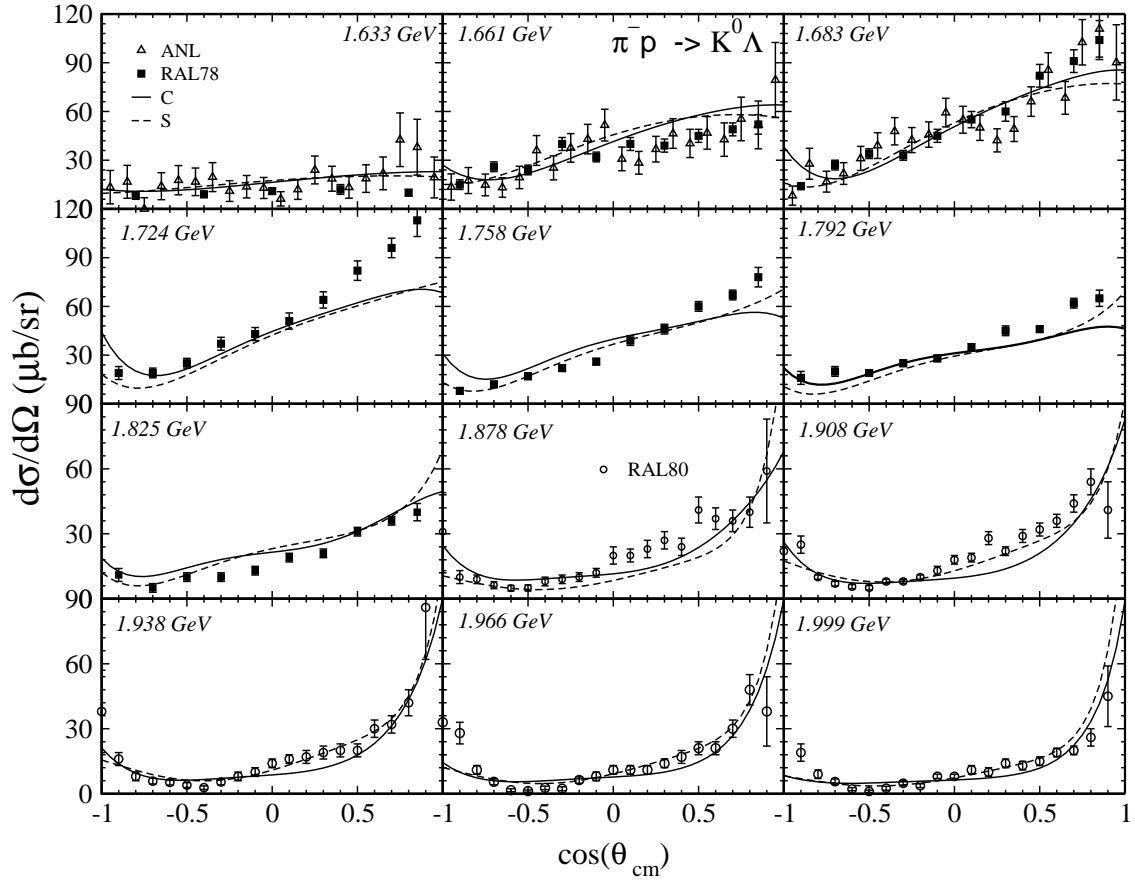 120
90
60
30
120
90
60
30
90
60
30
90
60
30
0
dσ/dΩ (μb/sr)
1.633 GeV
ANL
RAL78
C
S
1.661 GeV
π⁻p -> K⁰Λ
1.683 GeV
1.724 GeV
1.758 GeV
1.792 GeV
1.825 GeV
1.878 GeV
RAL80
1.908 GeV
1.938 GeV
1.966 GeV
1.999 GeV
-1 -0.5 0 0.5 -1 -0.5 0 0.5 -1 -0.5 0 0.5 1
cos(θcm)